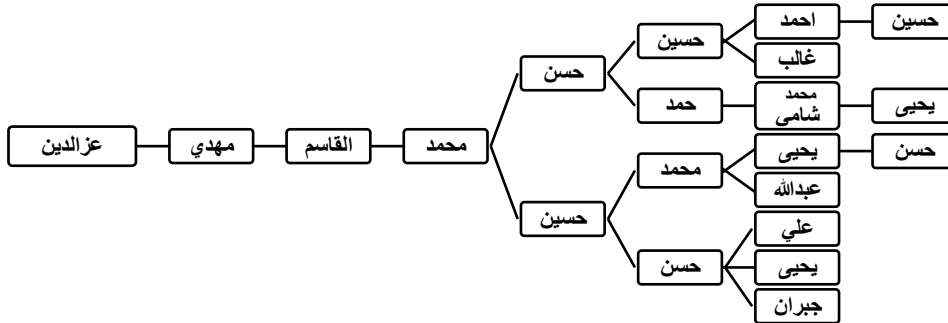 عزالدين
مهدي
القاسم
محمد
حسن
حسين
احمد
حسين
غالب
حمد
محمد
شامى
يحيى
حسين
محمد
يحيى
حسن
عبدالله
حسن
علي
يحيى
جبران